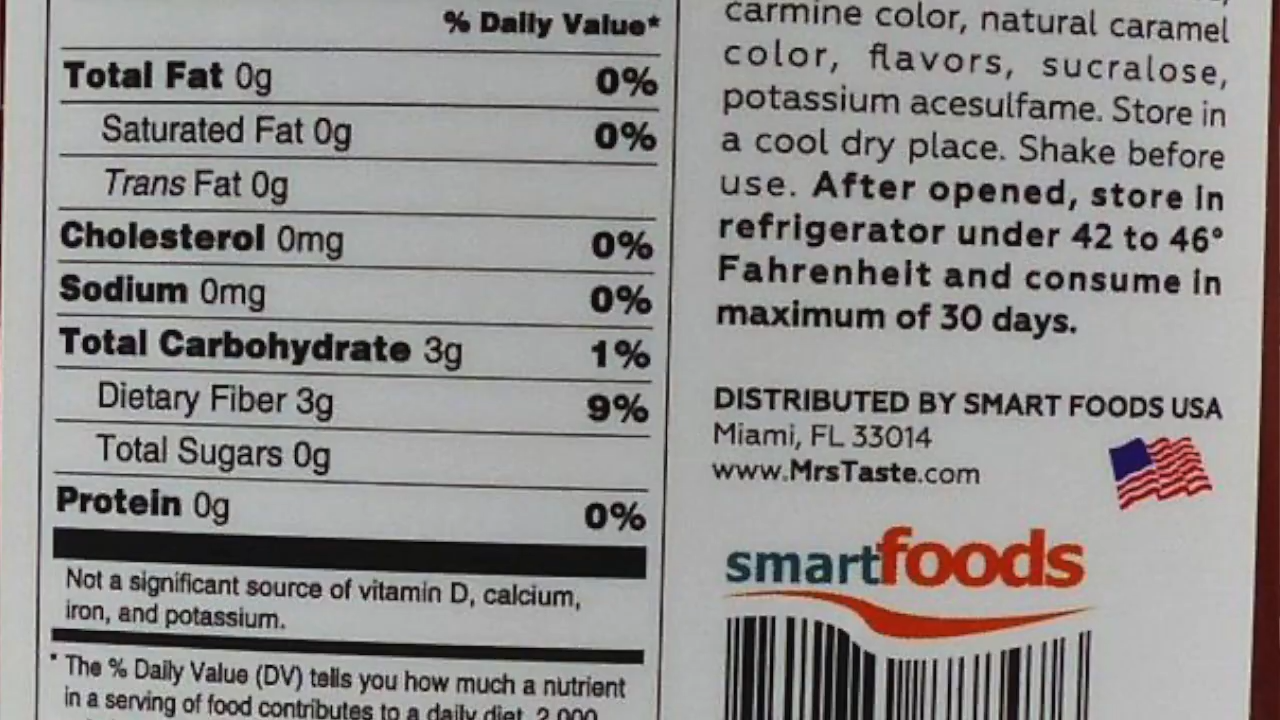 % Daily Value*
Total Fat 0g 0%
Saturated Fat 0g 0%
Trans Fat 0g
Cholesterol 0mg 0%
Sodium 0mg 0%
Total Carbohydrate 3g 1%
Dietary Fiber 3g 9%
Total Sugars 0g
Protein 0g 0%
Not a significant source of vitamin D, calcium,
iron, and potassium.
* The % Daily Value (DV) tells you how much a nutrient
in a serving of food contributes to a daily diet. 2,000
carmine color, natural caramel
color, flavors, sucralose,
potassium acesulfame. Store in
a cool dry place. Shake before
use. After opened, store in
refrigerator under 42 to 46°
Fahrenheit and consume in
maximum of 30 days.
DISTRIBUTED BY SMART FOODS USA
Miami, FL 33014
www.MrsTaste.com
smartfoods